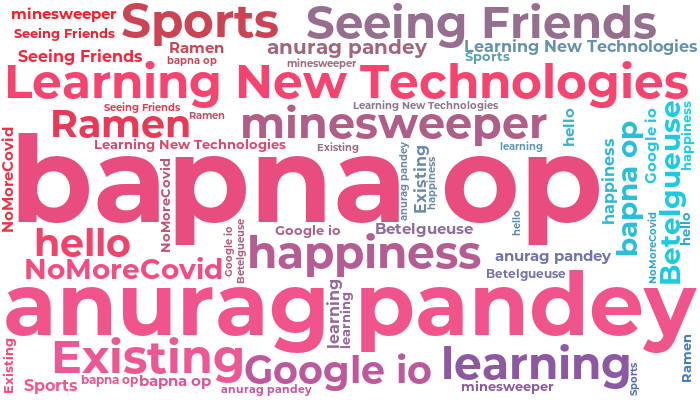 minesweeper
Sports
Seeing Friends
Seeing Friends
Ramen
anurag pandey
Learning New Technologies
Seeing Friends
bapna op
minesweeper
Sports
Learning New Technologies
Seeing Friends
Ramen
Learning New Technologies
Ramen
minesweeper
hello
Google io
happiness
NoMoreCovid
Learning New Technologies
Existing
learning
bapna op
NoMoreCovid
anurag pandey
Existing
happiness
happiness
bapna op
Betelgueuse
hello
hello
NoMoreCovid
Google io
Betelgueuse
Google io
Betelgueuse
hello
NoMoreCovid
happiness
anurag pandey
Betelgueuse
anurag pandey
learning
learning
Existing
Existing
Google io
learning
Ramen
Sports
Sports
bapna op
bapna op
anurag pandey
minesweeper